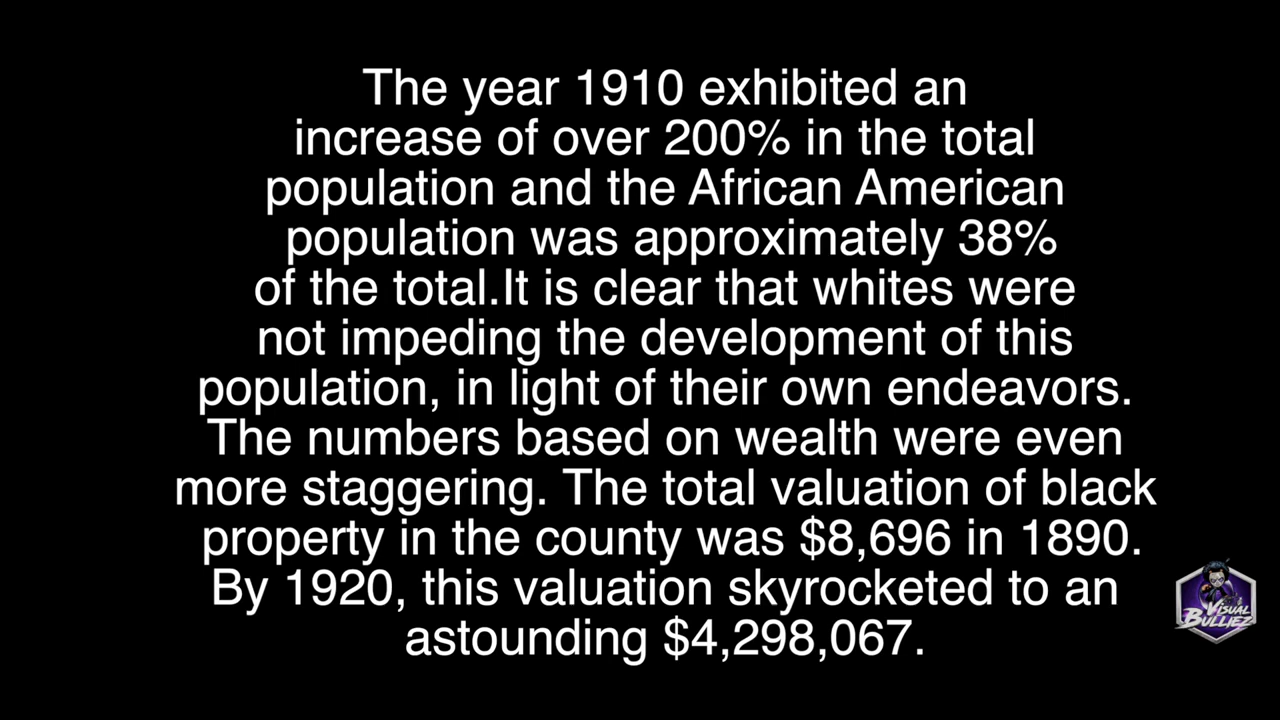 The year 1910 exhibited an
increase of over 200% in the total
population and the African American
population was approximately 38%
of the total.It is clear that whites were
not impeding the development of this
population, in light of their own endeavors.
The numbers based on wealth were even
more staggering. The total valuation of black
property in the county was $8,696 in 1890.
By 1920, this valuation skyrocketed to an
astounding $4,298,067.
VISUAL
BULLIEZ